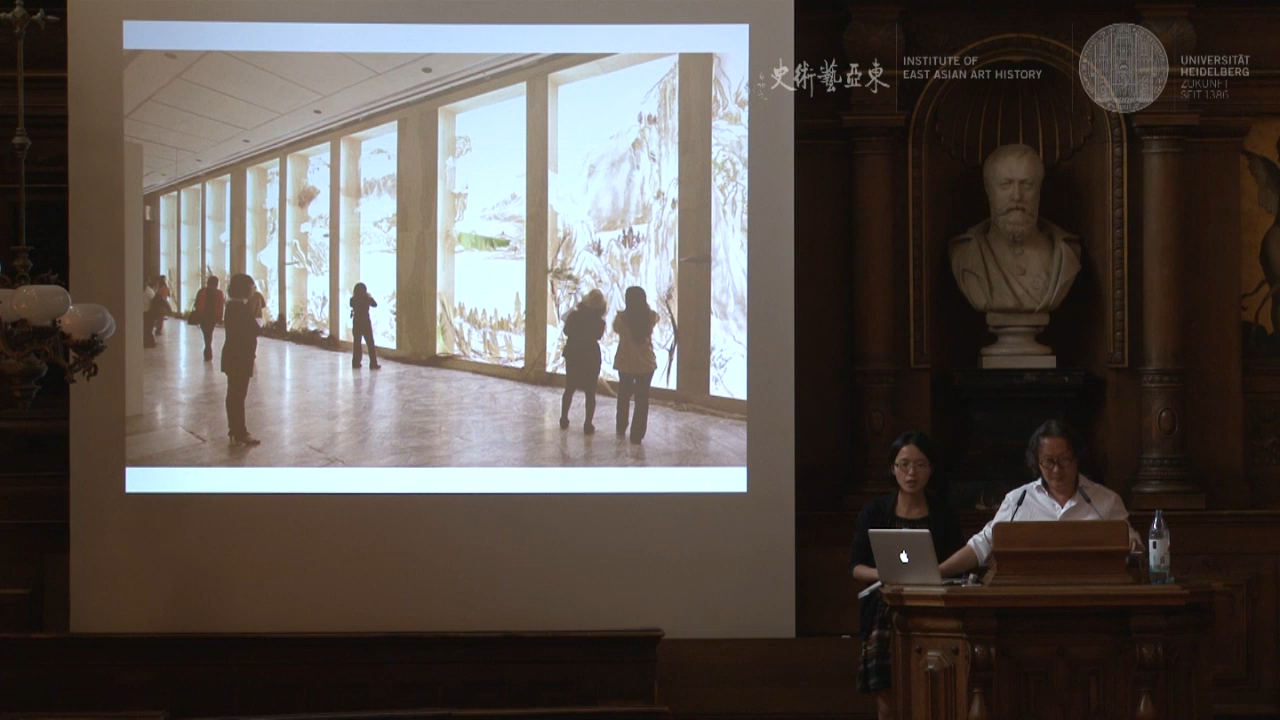 史術藝亞東
INSTITUTE OF
EAST ASIAN ART HISTORY
UNIVERSITÄT
HEIDELBERG
ZUKUNFT
SEIT 1386